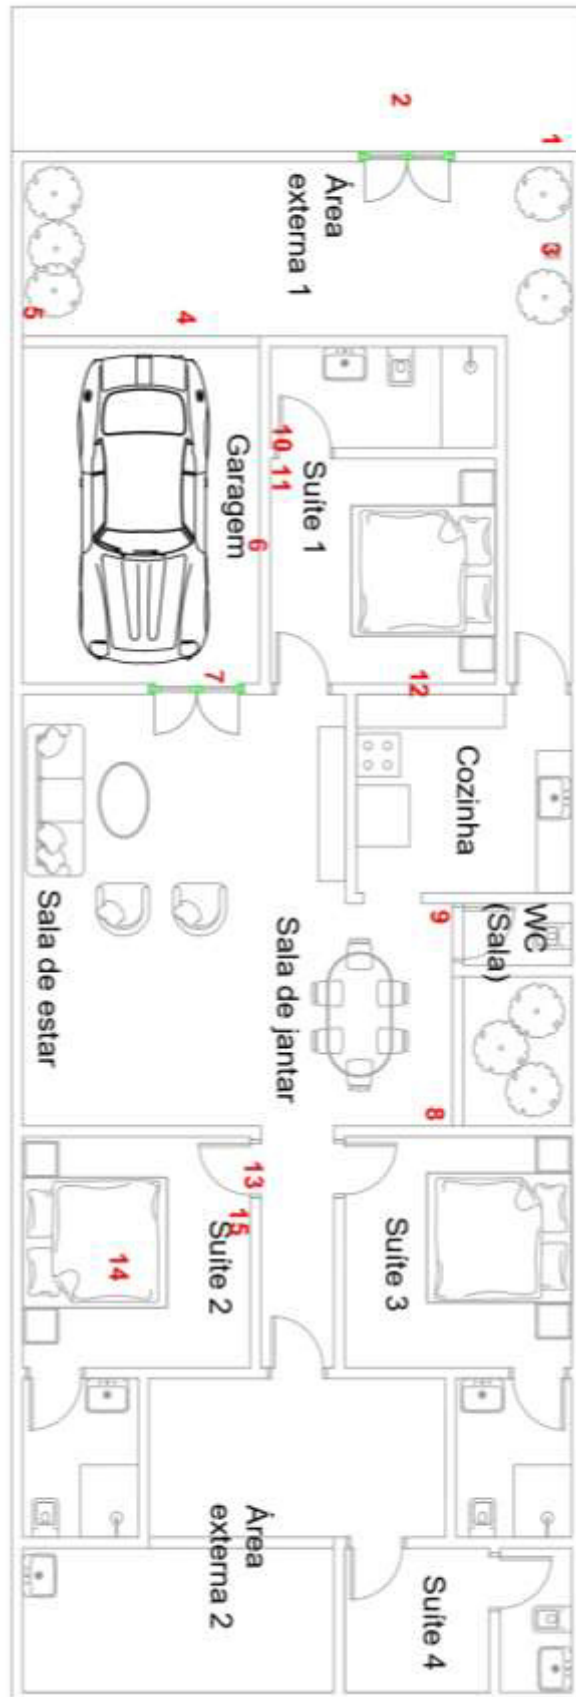 2
1
Área
externa 1
3
5
4
10, 11
Suíte 1
Garagem
6
12
7
Cozinha
9
WC
(Sala)
Sala de estar
Sala de jantar
8
13
15
Suíte 2
14
Suíte 3
Área
externa 2
Suíte 4